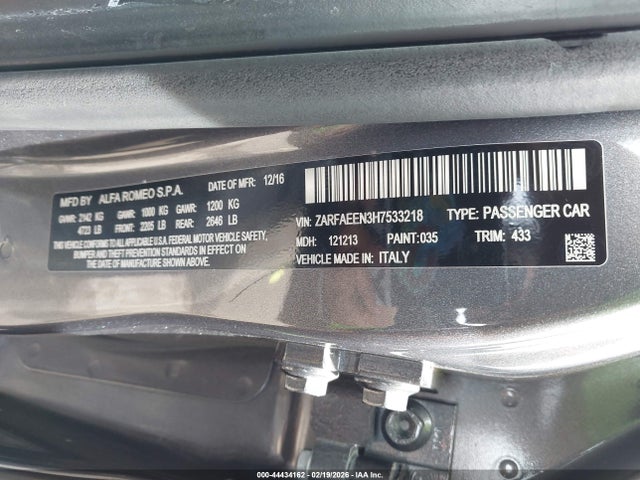 MFD BY ALFA ROMEO S.P.A. DATE OF MFR 12/16
GVWR: 2142 KG GAWR: 1000 KG GAWR: 1200 KG
4723 LB FRONT: 2205 LB REAR: 2646 LB
THIS VEHICLE CONFORMS TO ALL APPLICABLE U.S.A. FEDERAL MOTOR VEHICLE SAFETY,
BUMPER AND THEFT PREVENTION STANDARDS IN EFFECT ON
THE DATE OF MANUFACTURE SHOWN ABOVE.
VIN: ZARFAEEN3H7533218 TYPE: PASSENGER CAR
MDH: 121213 PAINT: 035 TRIM: 433
VEHICLE MADE IN: ITALY
000-44434162 - 02/19/2026 - IAA Inc.